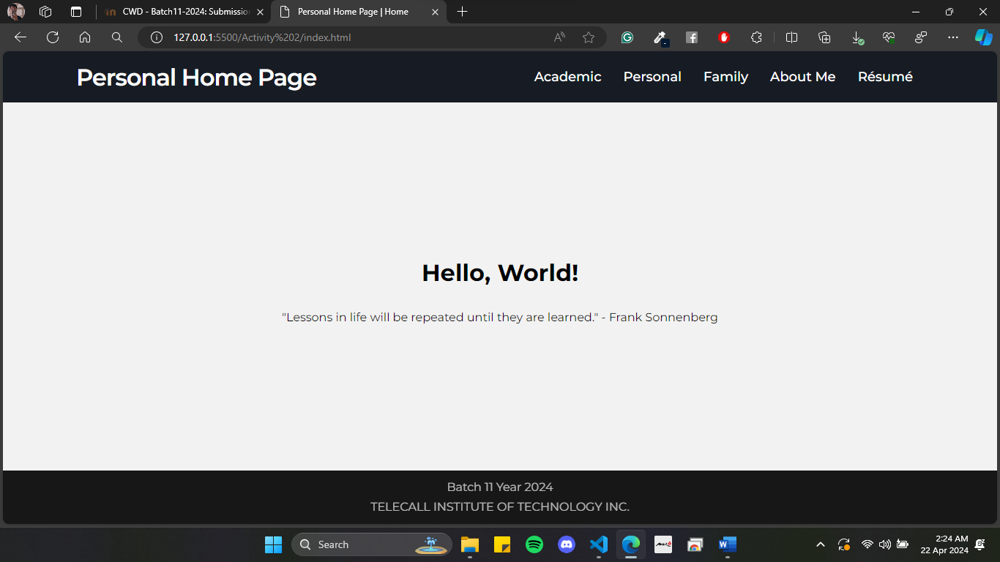 CWD - Batch11-2024: Submission
Personal Home Page | Home
127.0.0.1:5500/Activity%202/index.html
Personal Home Page
Academic Personal Family About Me Résumé
Hello, World!
"Lessons in life will be repeated until they are learned." - Frank Sonnenberg
Batch 11 Year 2024
TELECALL INSTITUTE OF TECHNOLOGY INC.
Search
2:24 AM
22 Apr 2024